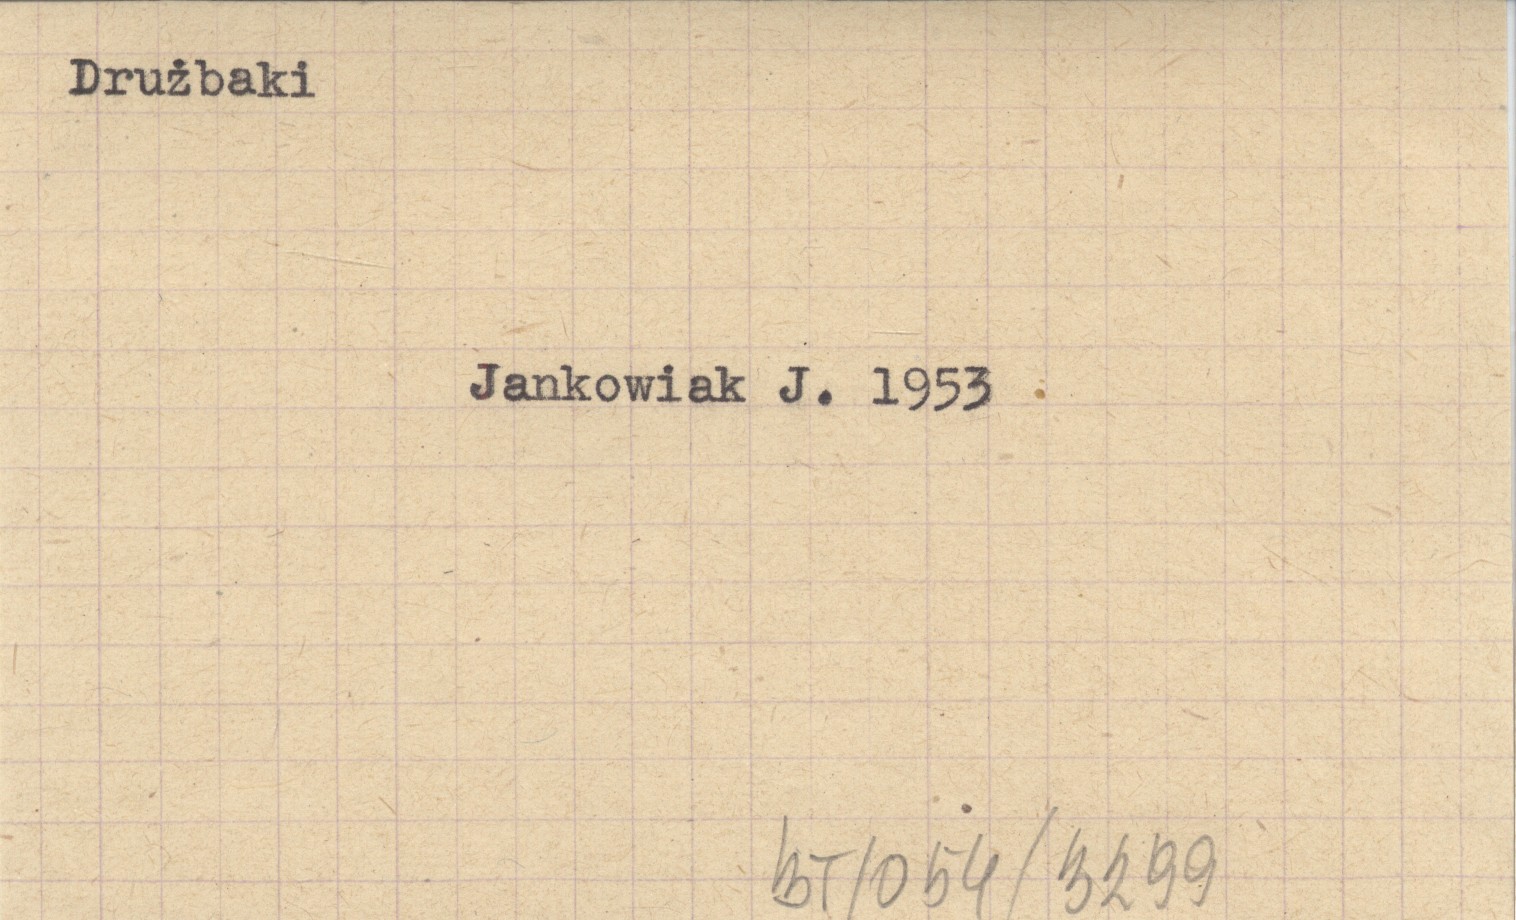 Drużbaki
Jankowiak J. 1953
BT/054/3299